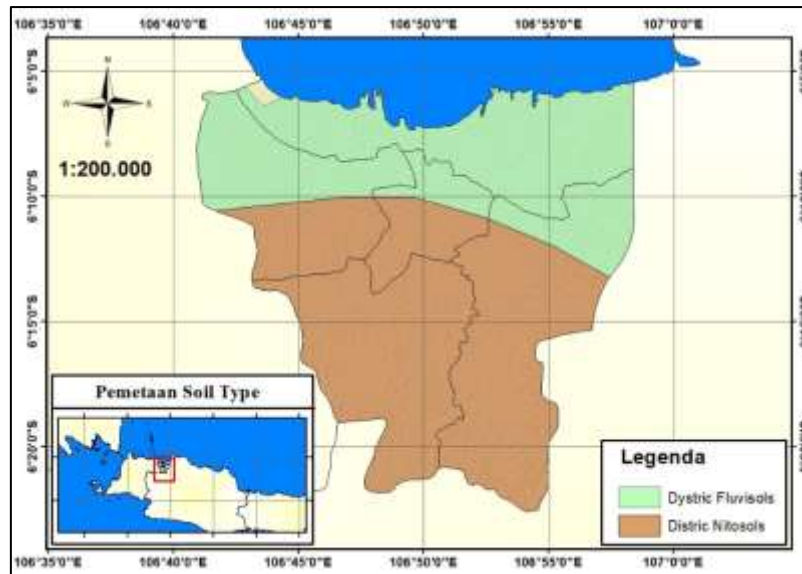 106°35'0"E 106°40'0"E 106°45'0"E 106°50'0"E 106°55'0"E 107°0'0"E
6°5'0"S
N
W
S
1:200.000
6°10'0"S
6°15'0"S
6°20'0"S
Pemetaan Soil Type
Legenda
Dystric Fluvisols
Distric Nitosols
106°35'0"E 106°40'0"E 106°45'0"E 106°50'0"E 106°55'0"E 107°0'0"E